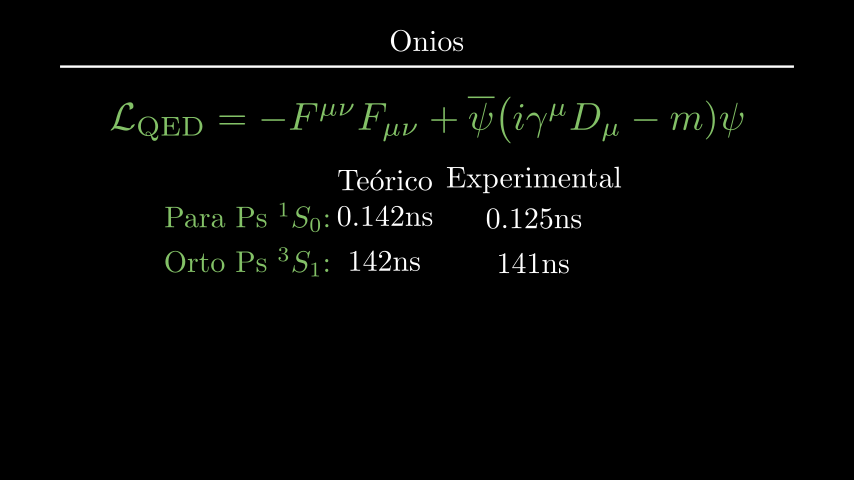 Onios
$\mathcal{L}_{\mathrm{QED}} = -F^{\mu\nu}F_{\mu\nu} + \overline{\psi}(i\gamma^{\mu}D_{\mu} - m)\psi$
Teórico Experimental
Para Ps $^1S_0$: 0.142ns 0.125ns
Orto Ps $^3S_1$: 142ns 141ns